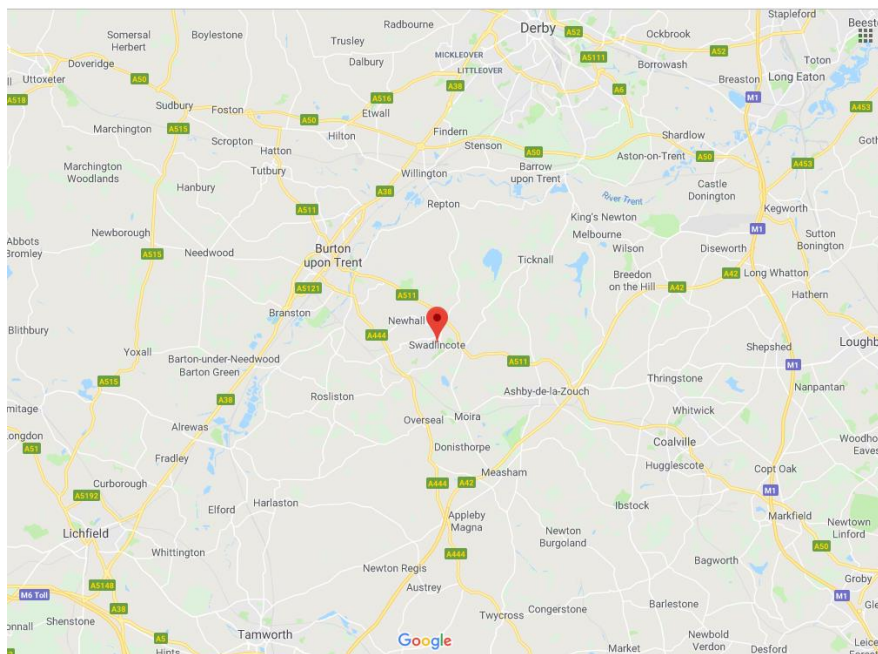 Radbourne
Stapleford
Somersal
Herbert
Boylestone
Trusley
Derby
A52
Ockbrook
Beest
Doveridge
Dalbury
MICKLEOVER
A5111
Borrowash
A52
Toton
LITTLEOVER
Breaston
Long Eaton
Uttoxeter
A50
A38
A6
A518
Sudbury
A516
Etwall
M1
Foston
A50
A453
Marchington
A515
Hilton
Findern
Shardlow
Scropton
Hatton
Stenson
A50
Aston-on-Trent
A50
Goth
Marchington
Woodlands
Tutbury
Willington
Barrow
upon Trent
A453
Hanbury
A38
Castle
Donington
Repton
River Trent
Kegworth
A511
King's Newton
Newborough
Burton
upon Trent
Melbourne
M1
Sutton
Bonington
Abbots
Bromley
A515
Needwood
Wilson
Diseworth
Ticknall
Breedon
on the Hill
A42
Long Whatton
A5121
A511
A42
Hathern
Branston
Newhall
Blithbury
A444
Swadlincote
Shepshed
Loughb
Yoxall
Barton-under-Needwood
Barton Green
A511
M1
A515
Thringstone
Nanpantan
A38
Rosliston
Ashby-de-la-Zouch
rmitage
Whitwick
Alrewas
Overseal
Moira
Longdon
Coalville
Woodho
Eaves
A51
Donisthorpe
Fradley
Hugglescote
Copt Oak
Curborough
Measham
A444
A42
M1
A5192
Elford
Harlaston
Ibstock
Markfield
Appleby
Magna
Newtown
Linford
Lichfield
Newton
Burgoland
A50
Whittington
A444
Bagworth
Newton Regis
Groby
A5148
Austrey
M6 Toll
M1
A38
Barlestone
Gle
Shenstone
Twycross
Congerstone
onnall
A5
Tamworth
Google
Newbold
Verdon
Leice
Hints
Market
Desford
Fores